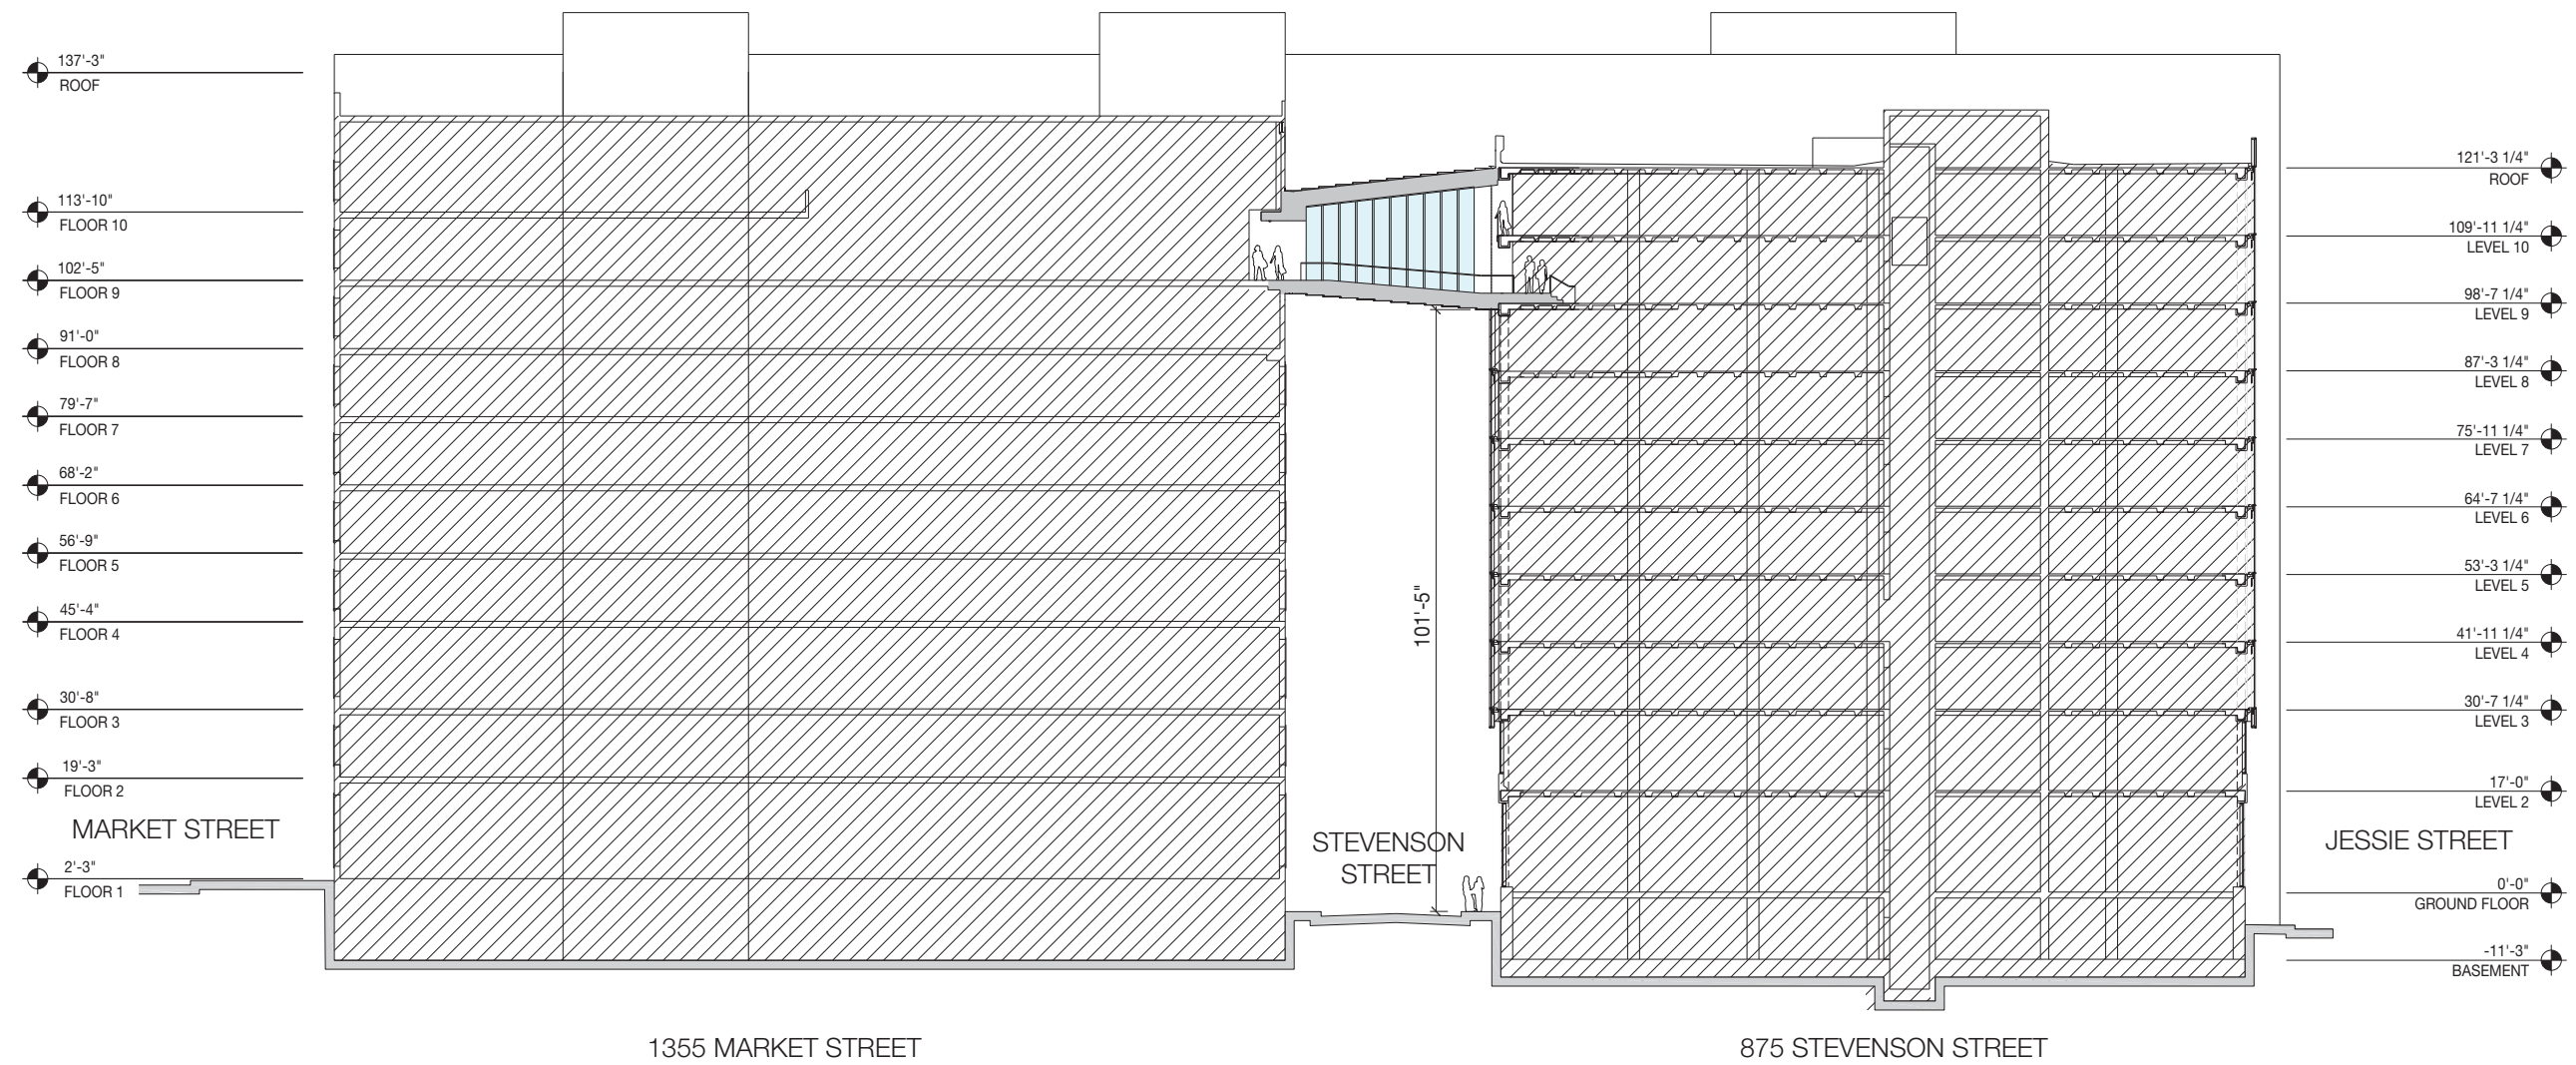 137'-3"
ROOF
113'-10"
FLOOR 10
102'-5"
FLOOR 9
91'-0"
FLOOR 8
79'-7"
FLOOR 7
68'-2"
FLOOR 6
56'-9"
FLOOR 5
45'-4"
FLOOR 4
30'-8"
FLOOR 3
19'-3"
FLOOR 2
MARKET STREET
2'-3"
FLOOR 1
101'-5"
STEVENSON
STREET
121'-3 1/4"
ROOF
109'-11 1/4"
LEVEL 10
98'-7 1/4"
LEVEL 9
87'-3 1/4"
LEVEL 8
75'-11 1/4"
LEVEL 7
64'-7 1/4"
LEVEL 6
53'-3 1/4"
LEVEL 5
41'-11 1/4"
LEVEL 4
30'-7 1/4"
LEVEL 3
17'-0"
LEVEL 2
JESSIE STREET
0'-0"
GROUND FLOOR
-11'-3"
BASEMENT
1355 MARKET STREET
875 STEVENSON STREET